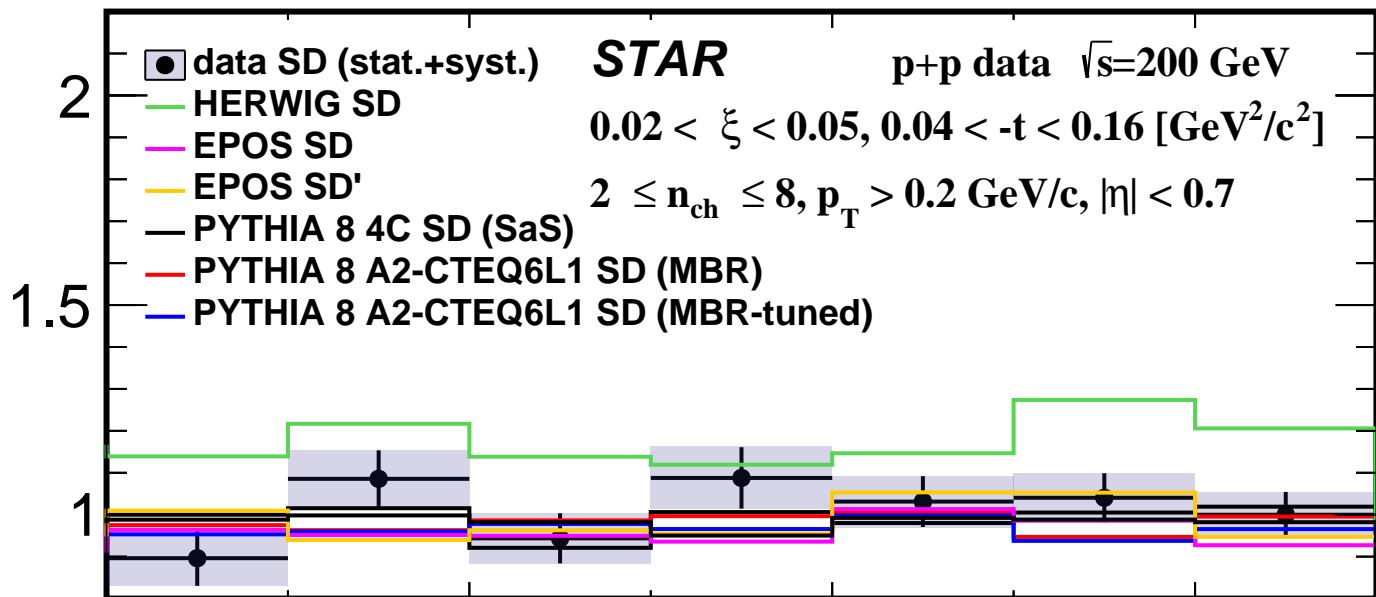 data SD (stat.+syst.)
STAR
p+p data √s=200 GeV
2
HERWIG SD
0.02 < ξ < 0.05, 0.04 < -t < 0.16 [GeV²/c²]
EPOS SD
EPOS SD'
2 ≤ n_ch ≤ 8, p_T > 0.2 GeV/c, |η| < 0.7
PYTHIA 8 4C SD (SaS)
PYTHIA 8 A2-CTEQ6L1 SD (MBR)
1.5
PYTHIA 8 A2-CTEQ6L1 SD (MBR-tuned)
1